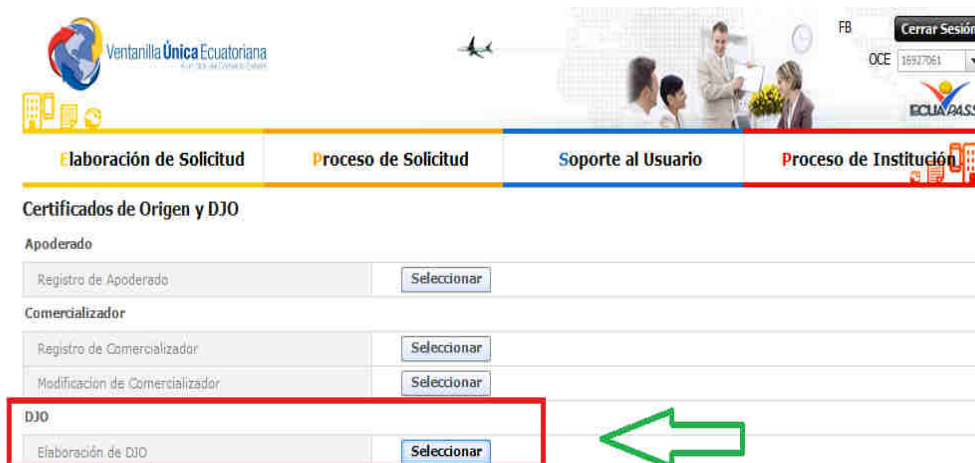 FB
Cerrar Sesión
Ventanilla Única Ecuatoriana
OCE 16927061
ECUAPASS
Elaboración de Solicitud
Proceso de Solicitud
Soporte al Usuario
Proceso de Institución
Certificados de Origen y DJO
Apoderado
Registro de Apoderado Seleccionar
Comercializador
Registro de Comercializador Seleccionar
Modificacion de Comercializador Seleccionar
DJO
Elaboración de DJO Seleccionar